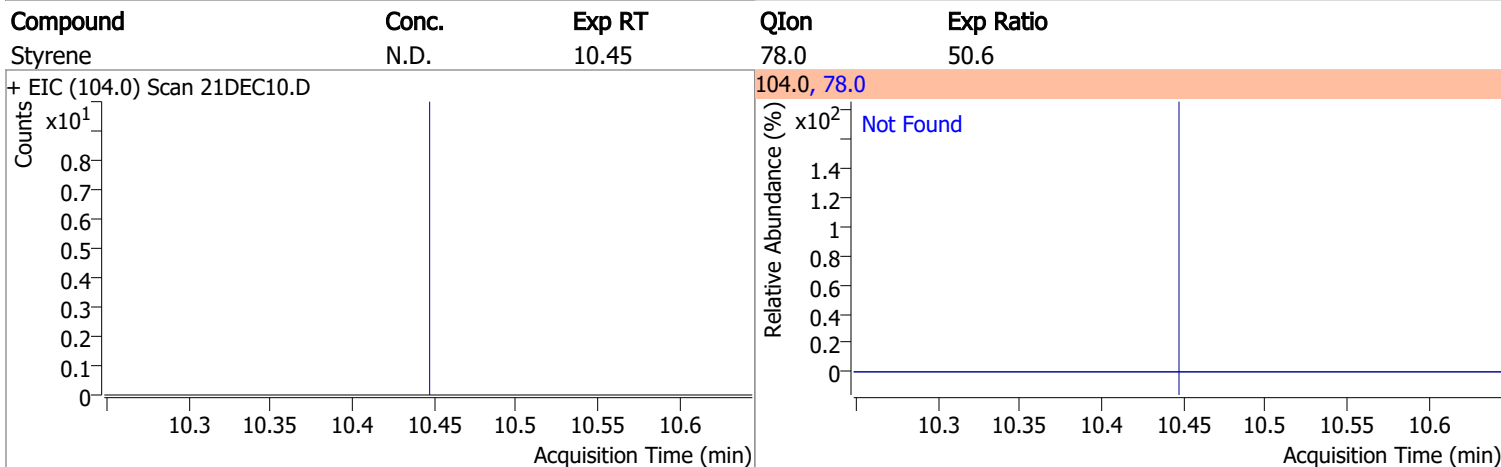 Compound Conc. Exp RT QIon Exp Ratio
Styrene N.D. 10.45 78.0 50.6
+ EIC (104.0) Scan 21DEC10.D
Counts
x10¹
0.8
0.7
0.6
0.5
0.4
0.3
0.2
0.1
0
10.3 10.35 10.4 10.45 10.5 10.55 10.6
Acquisition Time (min)
104.0, 78.0
Relative Abundance (%)
x10²
Not Found
1.4
1.2
1
0.8
0.6
0.4
0.2
0
10.3 10.35 10.4 10.45 10.5 10.55 10.6
Acquisition Time (min)